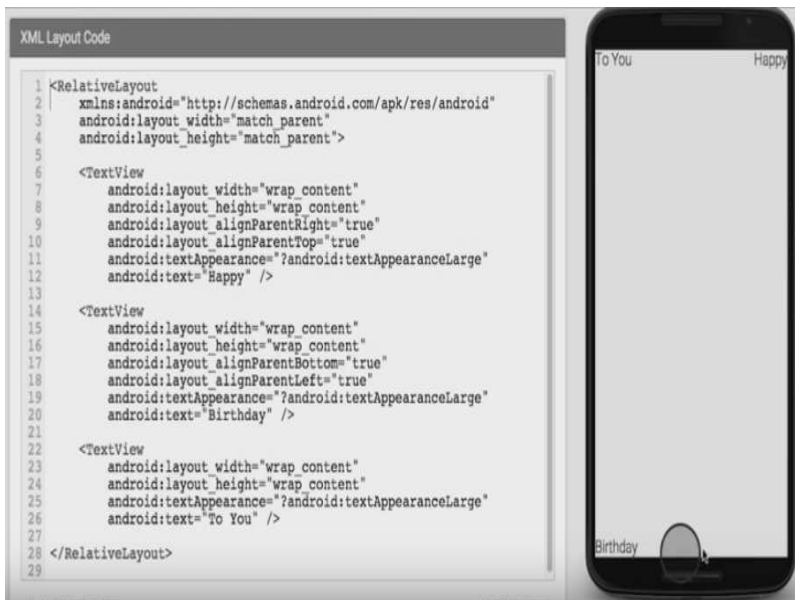 XML Layout Code
1 <RelativeLayout
2 xmlns:android="http://schemas.android.com/apk/res/android"
3 android:layout_width="match_parent"
4 android:layout_height="match_parent">
5
6 <TextView
7 android:layout_width="wrap_content"
8 android:layout_height="wrap_content"
9 android:layout_alignParentRight="true"
10 android:layout_alignParentTop="true"
11 android:textAppearance="?android:textAppearanceLarge"
12 android:text="Happy" />
13
14 <TextView
15 android:layout_width="wrap_content"
16 android:layout_height="wrap_content"
17 android:layout_alignParentBottom="true"
18 android:layout_alignParentLeft="true"
19 android:textAppearance="?android:textAppearanceLarge"
20 android:text="Birthday" />
21
22 <TextView
23 android:layout_width="wrap_content"
24 android:layout_height="wrap_content"
25 android:textAppearance="?android:textAppearanceLarge"
26 android:text="To You" />
27
28 </RelativeLayout>
29
To You Happy
Birthday